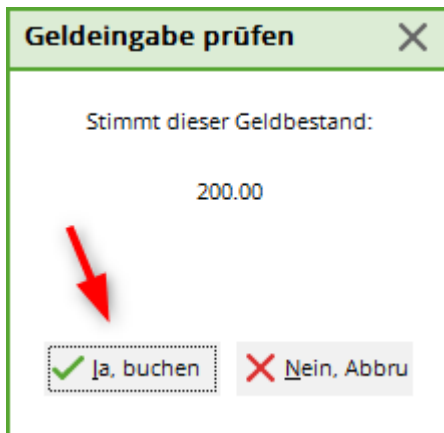 Geldeingabe prüfen
Stimmt dieser Geldbestand:
200.00
Ja, buchen
Nein, Abbru